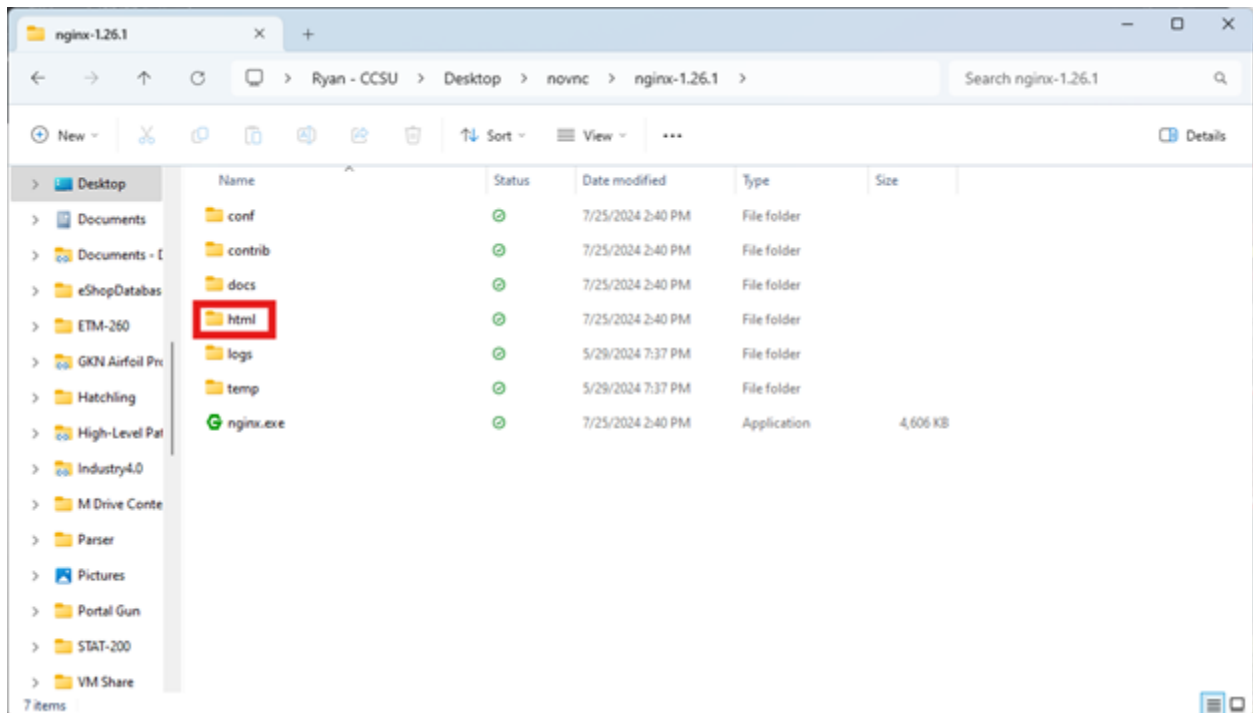 nginx-1.26.1
Ryan - CCSU > Desktop > novnc > nginx-1.26.1 > Search nginx-1.26.1
New Sort View ... Details
Name Status Date modified Type Size
Desktop
Documents
Documents - D
eShopDatabas
ETM-260
GKN Airfoil Pro
Hatchling
High-Level Pat
Industry4.0
M Drive Conte
Parser
Pictures
Portal Gun
STAT-200
VM Share
conf 7/25/2024 2:40 PM File folder
contrib 7/25/2024 2:40 PM File folder
docs 7/25/2024 2:40 PM File folder
html 7/25/2024 2:40 PM File folder
logs 5/29/2024 7:37 PM File folder
temp 5/29/2024 7:37 PM File folder
nginx.exe 7/25/2024 2:40 PM Application 4,606 KB
7 items